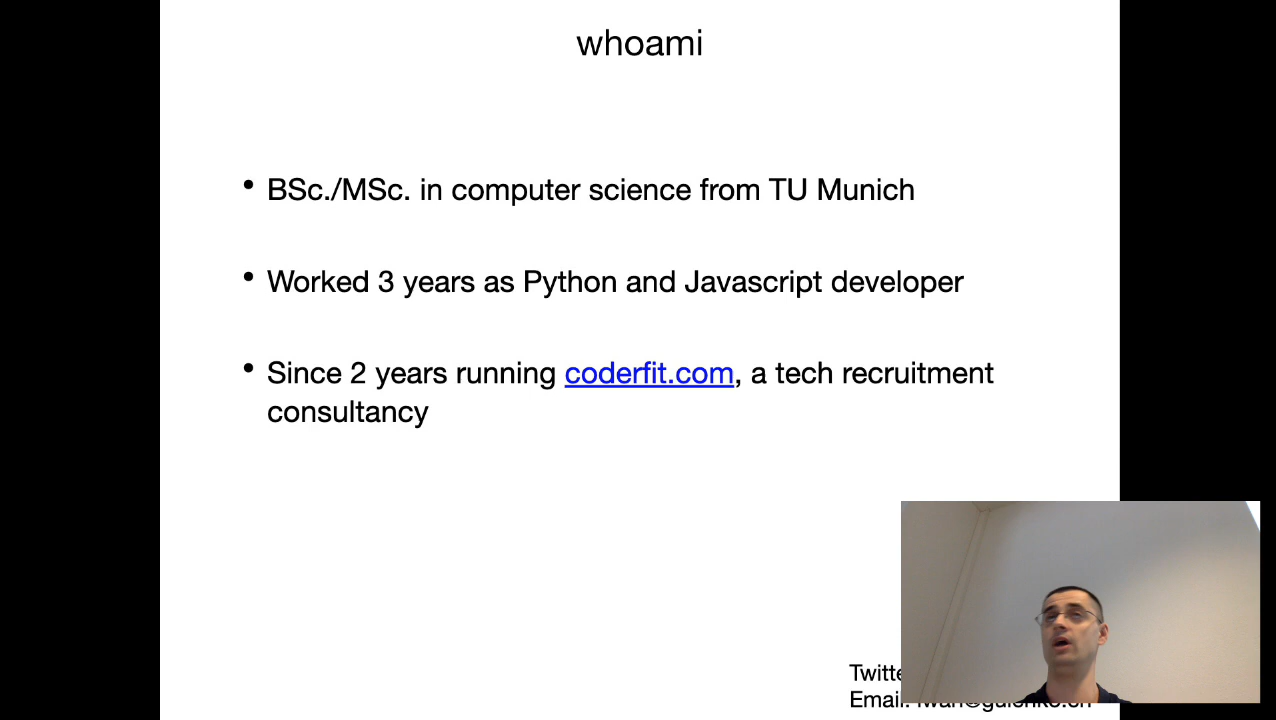 whoami
• BSc./MSc. in computer science from TU Munich
• Worked 3 years as Python and Javascript developer
• Since 2 years running coderfit.com, a tech recruitment
consultancy
Email: